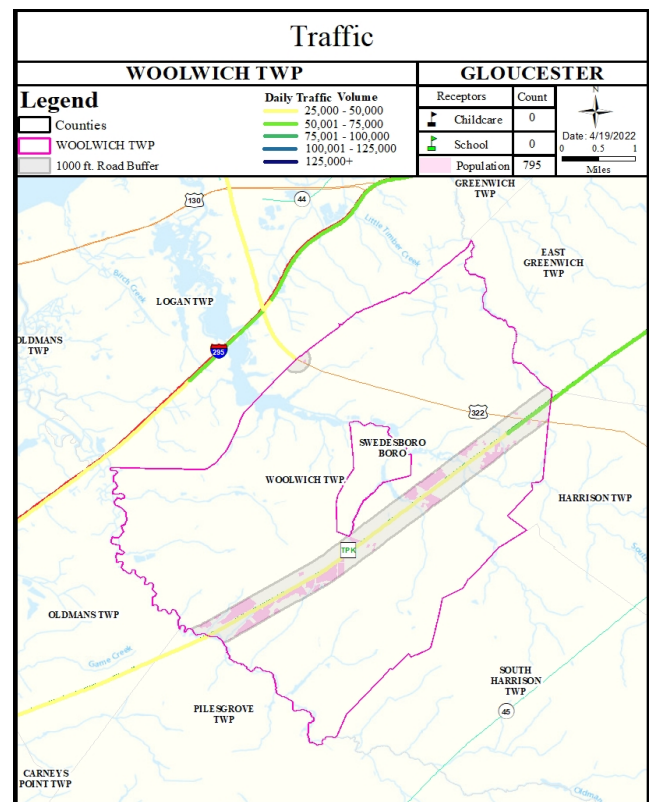 Traffic
WOOLWICH TWP
GLOUCESTER
Legend
Counties
WOOLWICH TWP
1000 ft. Road Buffer
Daily Traffic Volume
25,000 - 50,000
50,001 - 75,000
75,001 - 100,000
100,001 - 125,000
125,000+
Receptors Count
Childcare 0
School 0
Population 795
N
Date: 4/19/2022
0 0.5 1
Miles
GREENWICH
TWP
130
44
Little Timber Creek
EAST
GREENWICH
TWP
Birch Creek
LOGAN TWP
OLDMANS
TWP
295
322
SWEDESBORO
BORO
WOOLWICH TWP
HARRISON TWP
TPK
OLDMANS TWP
Game Creek
SOUTH
HARRISON
TWP
45
PILESGROVE
TWP
CARNEYS
POINT TWP